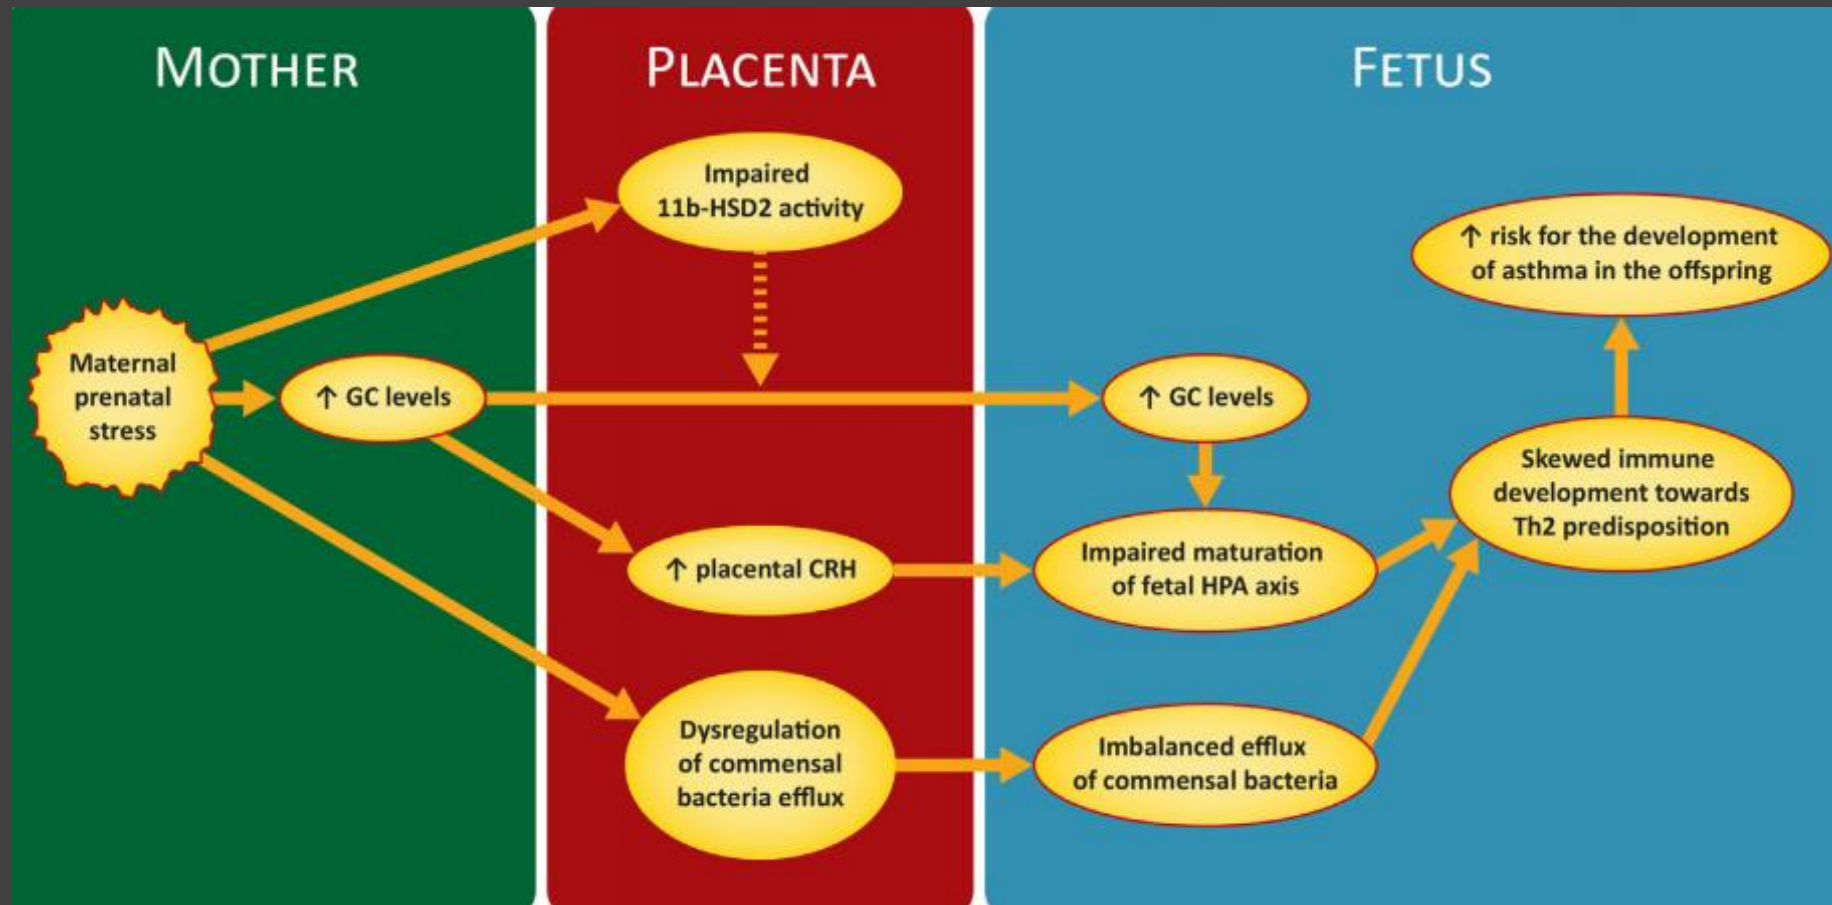 MOTHER
PLACENTA
FETUS
Impaired
11b-HSD2 activity
↑ risk for the development
of asthma in the offspring
Maternal
prenatal
stress
↑ GC levels
↑ GC levels
Skewed immune
development towards
Th2 predisposition
↑ placental CRH
Impaired maturation
of fetal HPA axis
Dysregulation
of commensal
bacteria efflux
Imbalanced efflux
of commensal bacteria